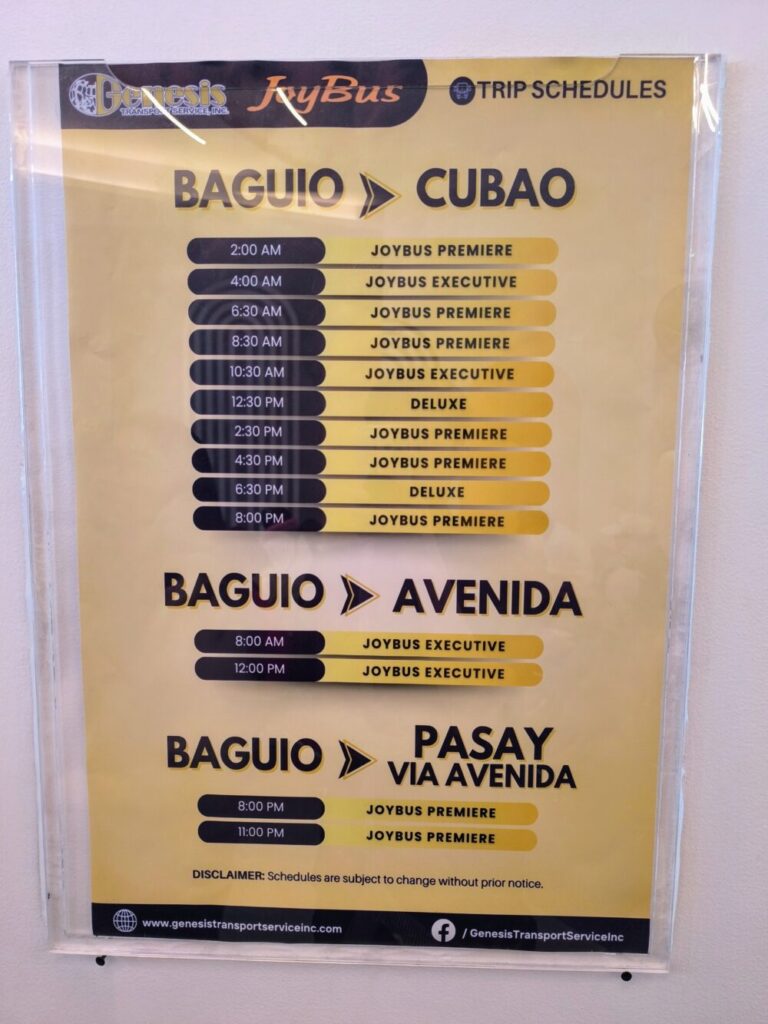 Genesis
TRANSPORT SERVICE, INC.
JoyBus
TRIP SCHEDULES
BAGUIO CUBAO
2:00 AM JOYBUS PREMIERE
4:00 AM JOYBUS EXECUTIVE
6:30 AM JOYBUS PREMIERE
8:30 AM JOYBUS PREMIERE
10:30 AM JOYBUS EXECUTIVE
12:30 PM DELUXE
2:30 PM JOYBUS PREMIERE
4:30 PM JOYBUS PREMIERE
6:30 PM DELUXE
8:00 PM JOYBUS PREMIERE
BAGUIO AVENIDA
8:00 AM JOYBUS EXECUTIVE
12:00 PM JOYBUS EXECUTIVE
BAGUIO PASAY
VIA AVENIDA
8:00 PM JOYBUS PREMIERE
11:00 PM JOYBUS PREMIERE
DISCLAIMER: Schedules are subject to change without prior notice.
www.genesistransportserviceinc.com
/GenesisTransportServiceInc